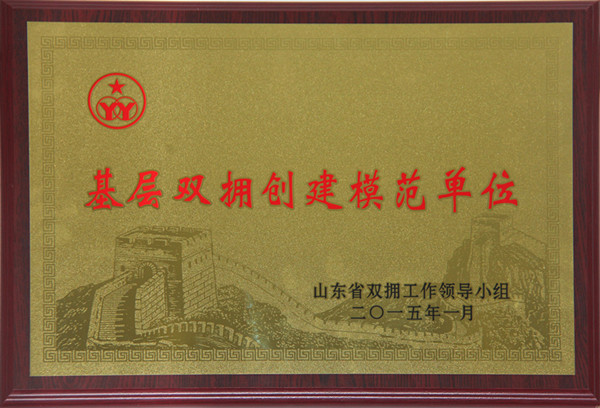 基层双拥创建模范单位
山东省双拥工作领导小组
二〇一五年一月